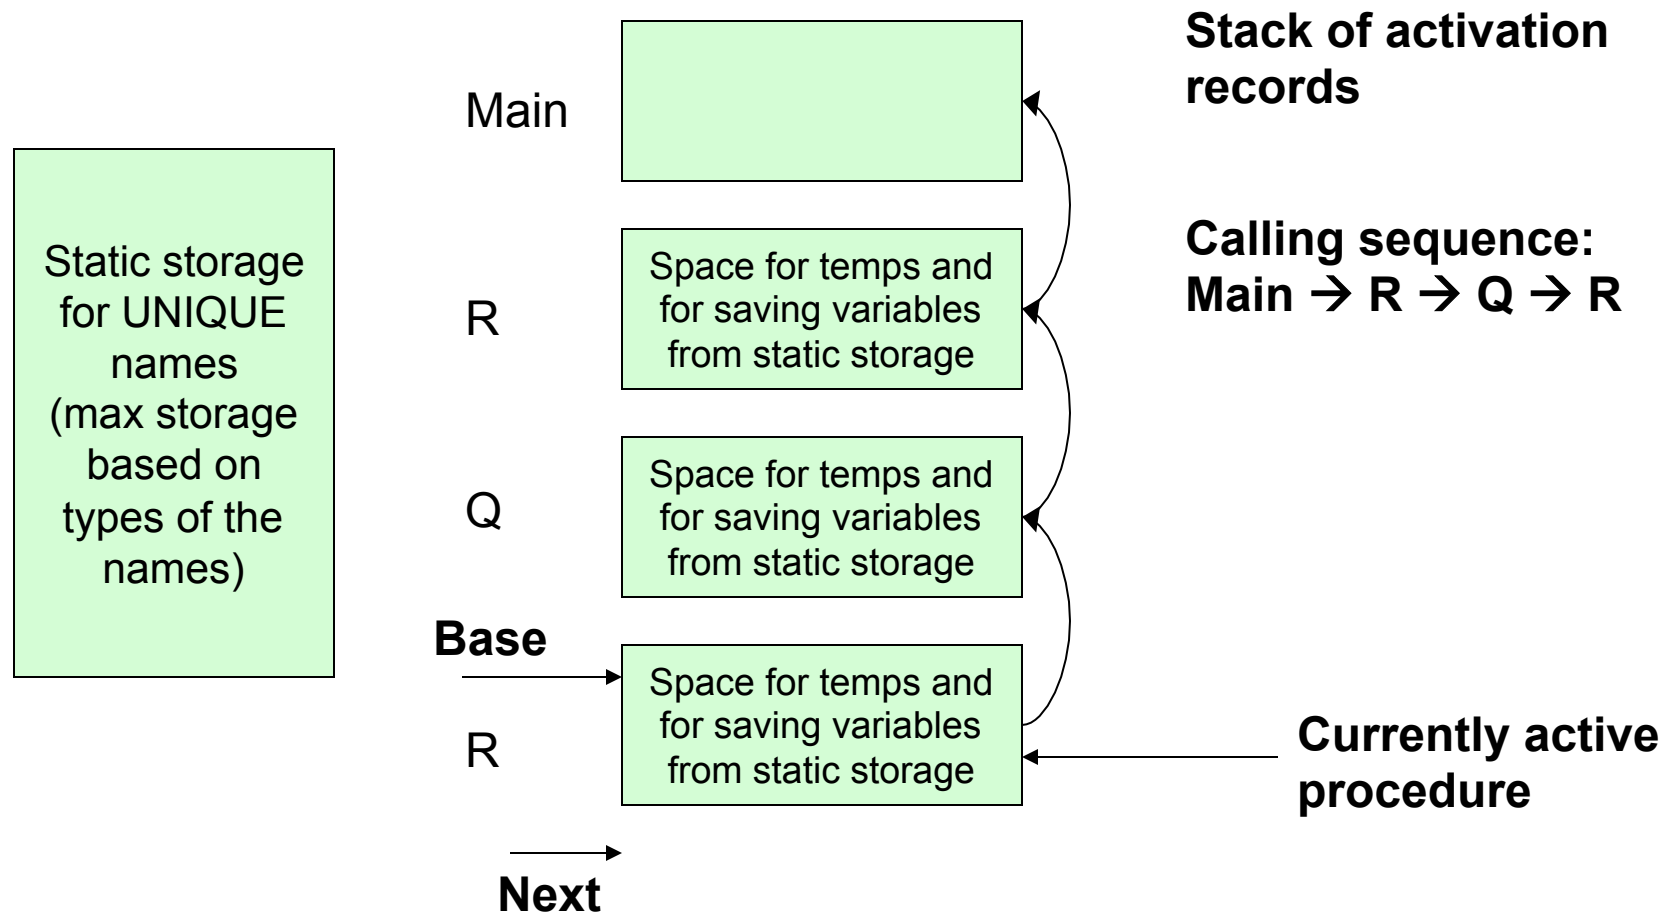 Stack of activation
records
Main
Static storage
for UNIQUE
names
(max storage
based on
types of the
names)
Calling sequence:
Main → R → Q → R
R
Space for temps and
for saving variables
from static storage
Q
Space for temps and
for saving variables
from static storage
Base
R
Space for temps and
for saving variables
from static storage
Currently active
procedure
Next